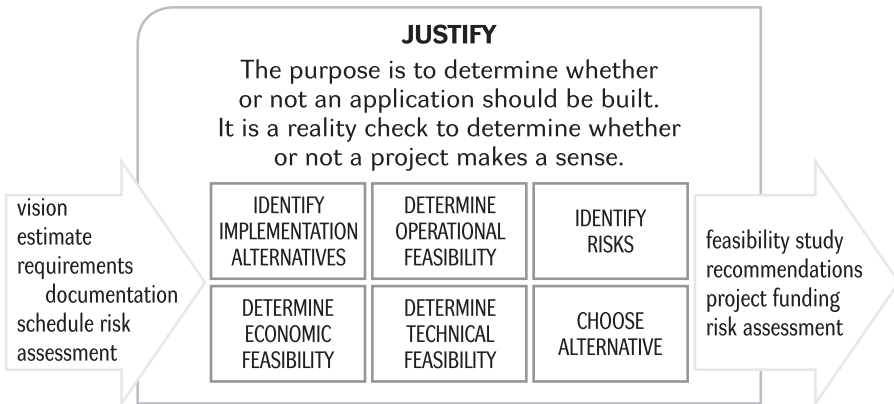 JUSTIFY
The purpose is to determine whether
or not an application should be built.
It is a reality check to determine whether
or not a project makes a sense.
vision
estimate
requirements
documentation
schedule risk
assessment
IDENTIFY
IMPLEMENTATION
ALTERNATIVES
DETERMINE
OPERATIONAL
FEASIBILITY
IDENTIFY
RISKS
DETERMINE
ECONOMIC
FEASIBILITY
DETERMINE
TECHNICAL
FEASIBILITY
CHOOSE
ALTERNATIVE
feasibility study
recommendations
project funding
risk assessment